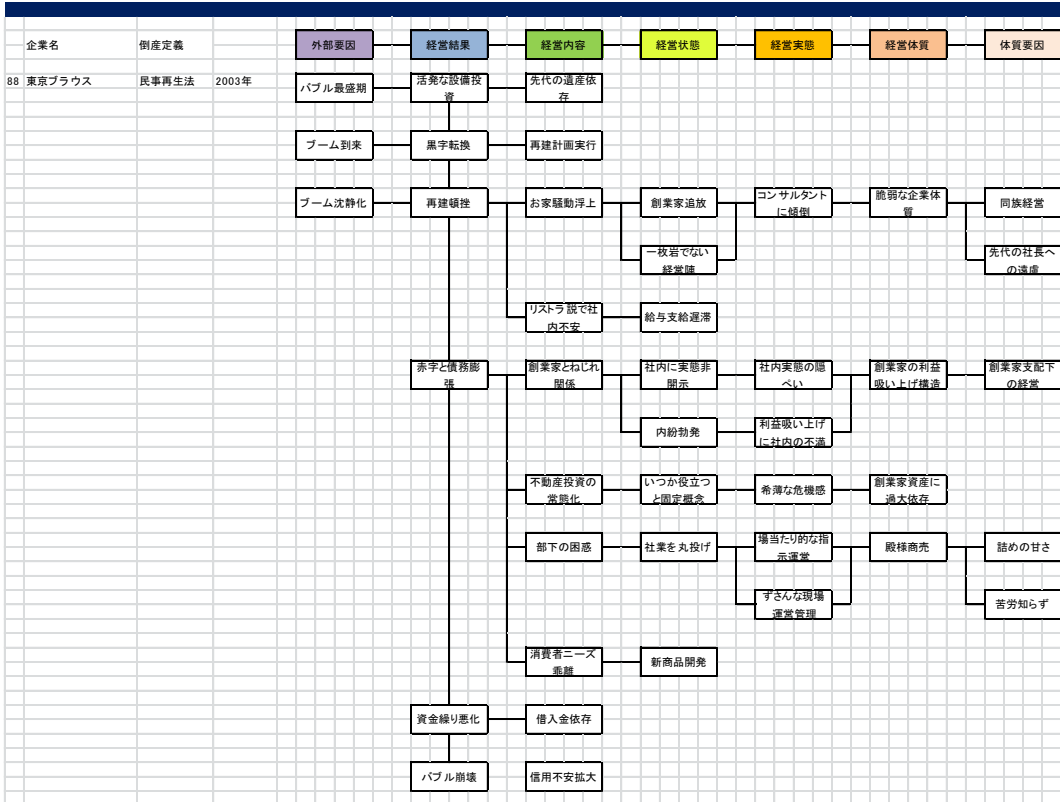 企業名 倒産定義 外部要因 経営結果 経営内容 経営状態 経営実態 経営体質 体質要因
88 東京ブラウス 民事再生法 2003年
バブル最盛期
活発な設備投
資
先代の遺産依
存
ブーム到来
黒字転換
再建計画実行
ブーム沈静化
再建頓挫
お家騒動浮上
創業家追放
コンサルタント
に傾倒
脆弱な企業体
質
同族経営
一枚岩でない
経営陣
先代の社長へ
の遠慮
リストラ説で社
内不安
給与支給遅滞
赤字と債務膨
張
創業家とねじれ
関係
社内に実態非
開示
社内実態の隠
ぺい
創業家の利益
吸い上げ構造
創業家支配下
の経営
内紛勃発
利益吸い上げ
に社内の不満
不動産投資の
常態化
いつか役立つ
と固定概念
希薄な危機感
創業家資産に
過大依存
部下の困惑
社業を丸投げ
場当たり的な指
示運営
殿様商売
詰めの甘さ
ずさんな現場
運営管理
苦労知らず
消費者ニーズ
乖離
新商品開発
資金繰り悪化
借入金依存
バブル崩壊
信用不安拡大